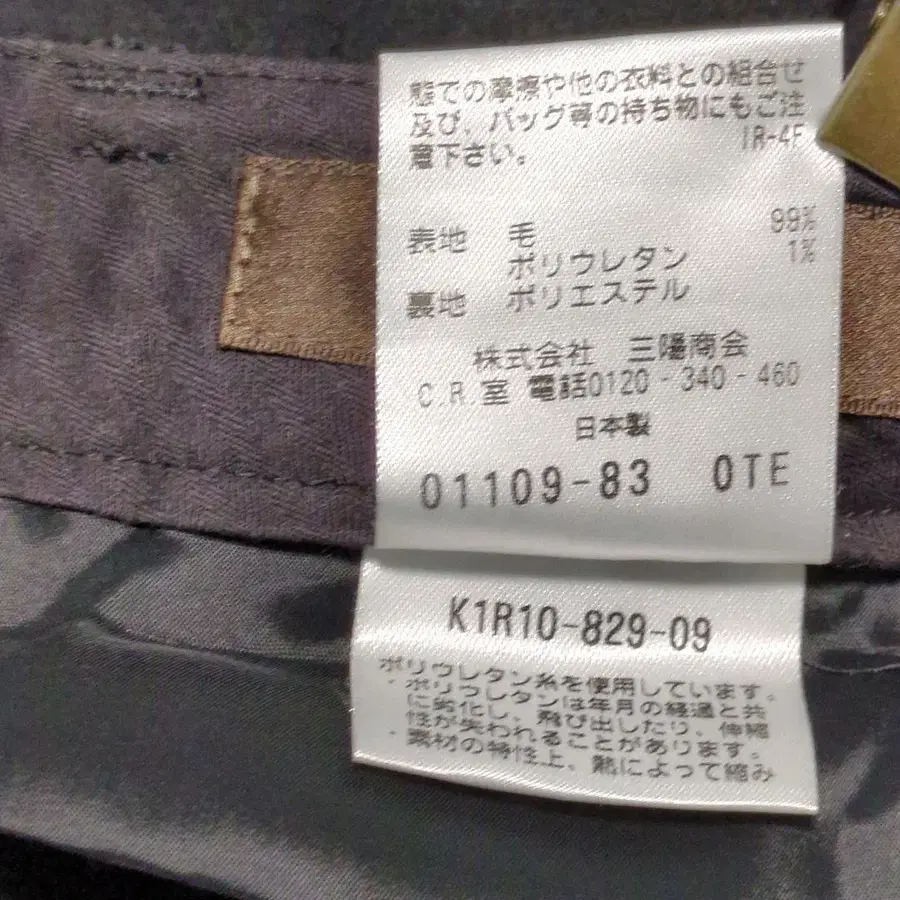 態ての摩擦や他の衣料との組合せ
及び、バッグ等の持ち物にもご注
意下さい。 IR-4F
表地 毛 99%
ポリウレタン 1%
裏地 ポリエステル
株式会社 三陽商会
C.R.室 電話0120-340-460
日本製
01109-83 0TE
K1R10-829-09
ポリウレタン糸を使用しています。
・ポリウレタンは年月の経過と共
に劣化し、飛び出したり、伸縮
性が失われることがあります。
・素材の特性上、熱によって縮み